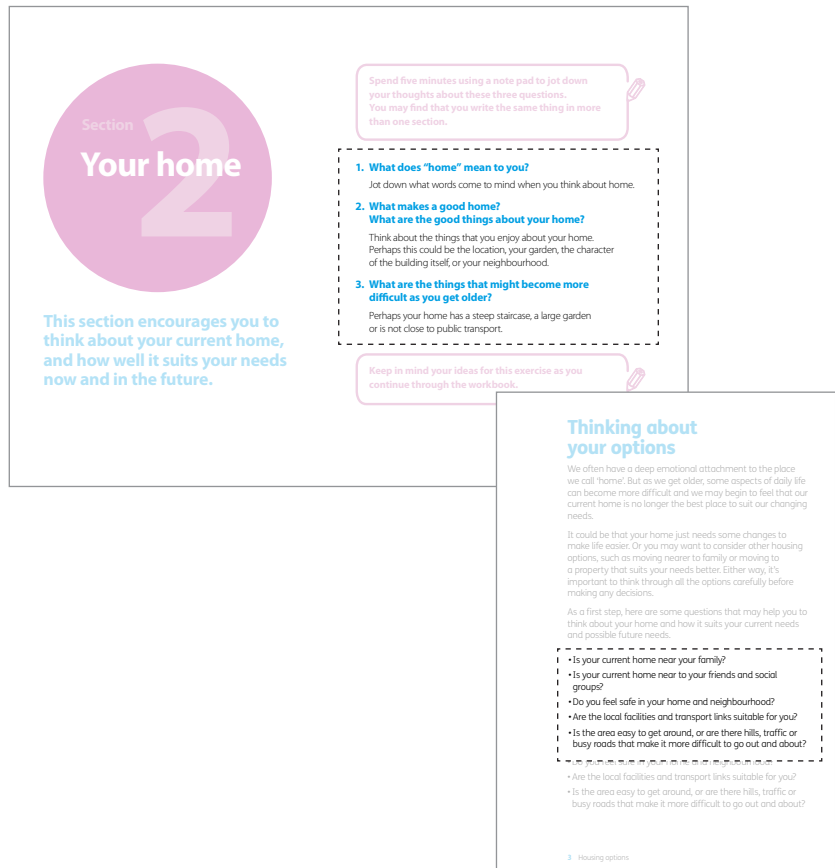 Section
2
Your home
This section encourages you to
think about your current home,
and how well it suits your needs
now and in the future.
Spend five minutes using a note pad to jot down
your thoughts about these three questions.
You may find that you write the same thing in more
than one section.
1. What does “home” mean to you?
Jot down what words come to mind when you think about home.
2. What makes a good home?
What are the good things about your home?
Think about the things that you enjoy about your home.
Perhaps this could be the location, your garden, the character
of the building itself, or your neighbourhood.
3. What are the things that might become more
difficult as you get older?
Perhaps your home has a steep staircase, a large garden
or is not close to public transport.
Keep in mind your ideas for this exercise as you
continue through the workbook.
Thinking about
your options
We often have a deep emotional attachment to the place
we call ‘home’. But as we get older, some aspects of daily life
can become more difficult and we may begin to feel that our
current home is no longer the best place to suit our changing
needs.
It could be that your home just needs some changes to
make life easier. Or you may want to consider other housing
options, such as moving nearer to family or moving to
a property that suits your needs better. Either way, it’s
important to think through all the options carefully before
making any decisions.
As a first step, here are some questions that may help you to
think about your home and how it suits your current needs
and possible future needs.
• Is your current home near your family?
• Is your current home near to your friends and social
groups?
• Do you feel safe in your home and neighbourhood?
• Are the local facilities and transport links suitable for you?
• Is the area easy to get around, or are there hills, traffic or
busy roads that make it more difficult to go out and about?
• Do you feel safe in your home and neighbourhood?
• Are the local facilities and transport links suitable for you?
• Is the area easy to get around, or are there hills, traffic or
busy roads that make it more difficult to go out and about?
3 Housing options